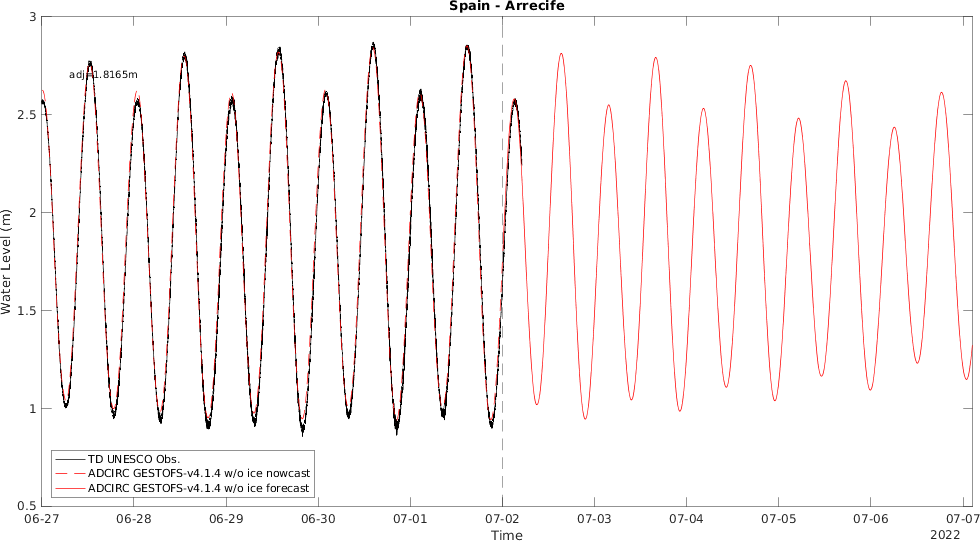 Spain - Arrecife
3
adj=1.8165m
2.5
2
Water Level (m)
1.5
1
TD UNESCO Obs.
ADCIRC GESTOFS-v4.1.4 w/o ice nowcast
ADCIRC GESTOFS-v4.1.4 w/o ice forecast
0.5
06-27 06-28 06-29 06-30 07-01 07-02 07-03 07-04 07-05 07-06 07-07
Time
2022